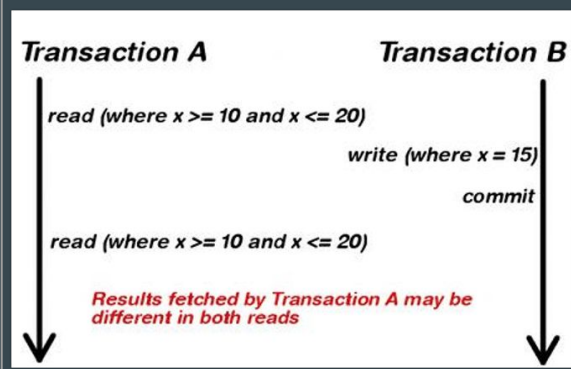 Transaction A
Transaction B
read (where x >= 10 and x <= 20)
write (where x = 15)
commit
read (where x >= 10 and x <= 20)
Results fetched by Transaction A may be
different in both reads